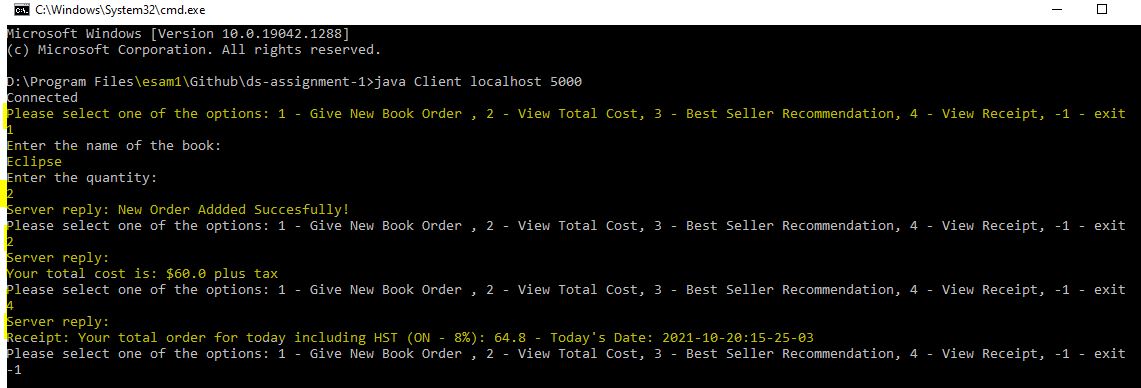 C:\Windows\System32\cmd.exe
Microsoft Windows [Version 10.0.19042.1288]
(c) Microsoft Corporation. All rights reserved.
D:\Program Files\esam1\Github\ds-assignment-1>java Client localhost 5000
Connected
Please select one of the options: 1 - Give New Book Order , 2 - View Total Cost, 3 - Best Seller Recommendation, 4 - View Receipt, -1 - exit
1
Enter the name of the book:
Eclipse
Enter the quantity:
2
Server reply: New Order Addded Succesfully!
Please select one of the options: 1 - Give New Book Order , 2 - View Total Cost, 3 - Best Seller Recommendation, 4 - View Receipt, -1 - exit
2
Server reply:
Your total cost is: $60.0 plus tax
Please select one of the options: 1 - Give New Book Order , 2 - View Total Cost, 3 - Best Seller Recommendation, 4 - View Receipt, -1 - exit
4
Server reply:
Receipt: Your total order for today including HST (ON - 8%): 64.8 - Today's Date: 2021-10-20:15-25-03
Please select one of the options: 1 - Give New Book Order , 2 - View Total Cost, 3 - Best Seller Recommendation, 4 - View Receipt, -1 - exit
-1